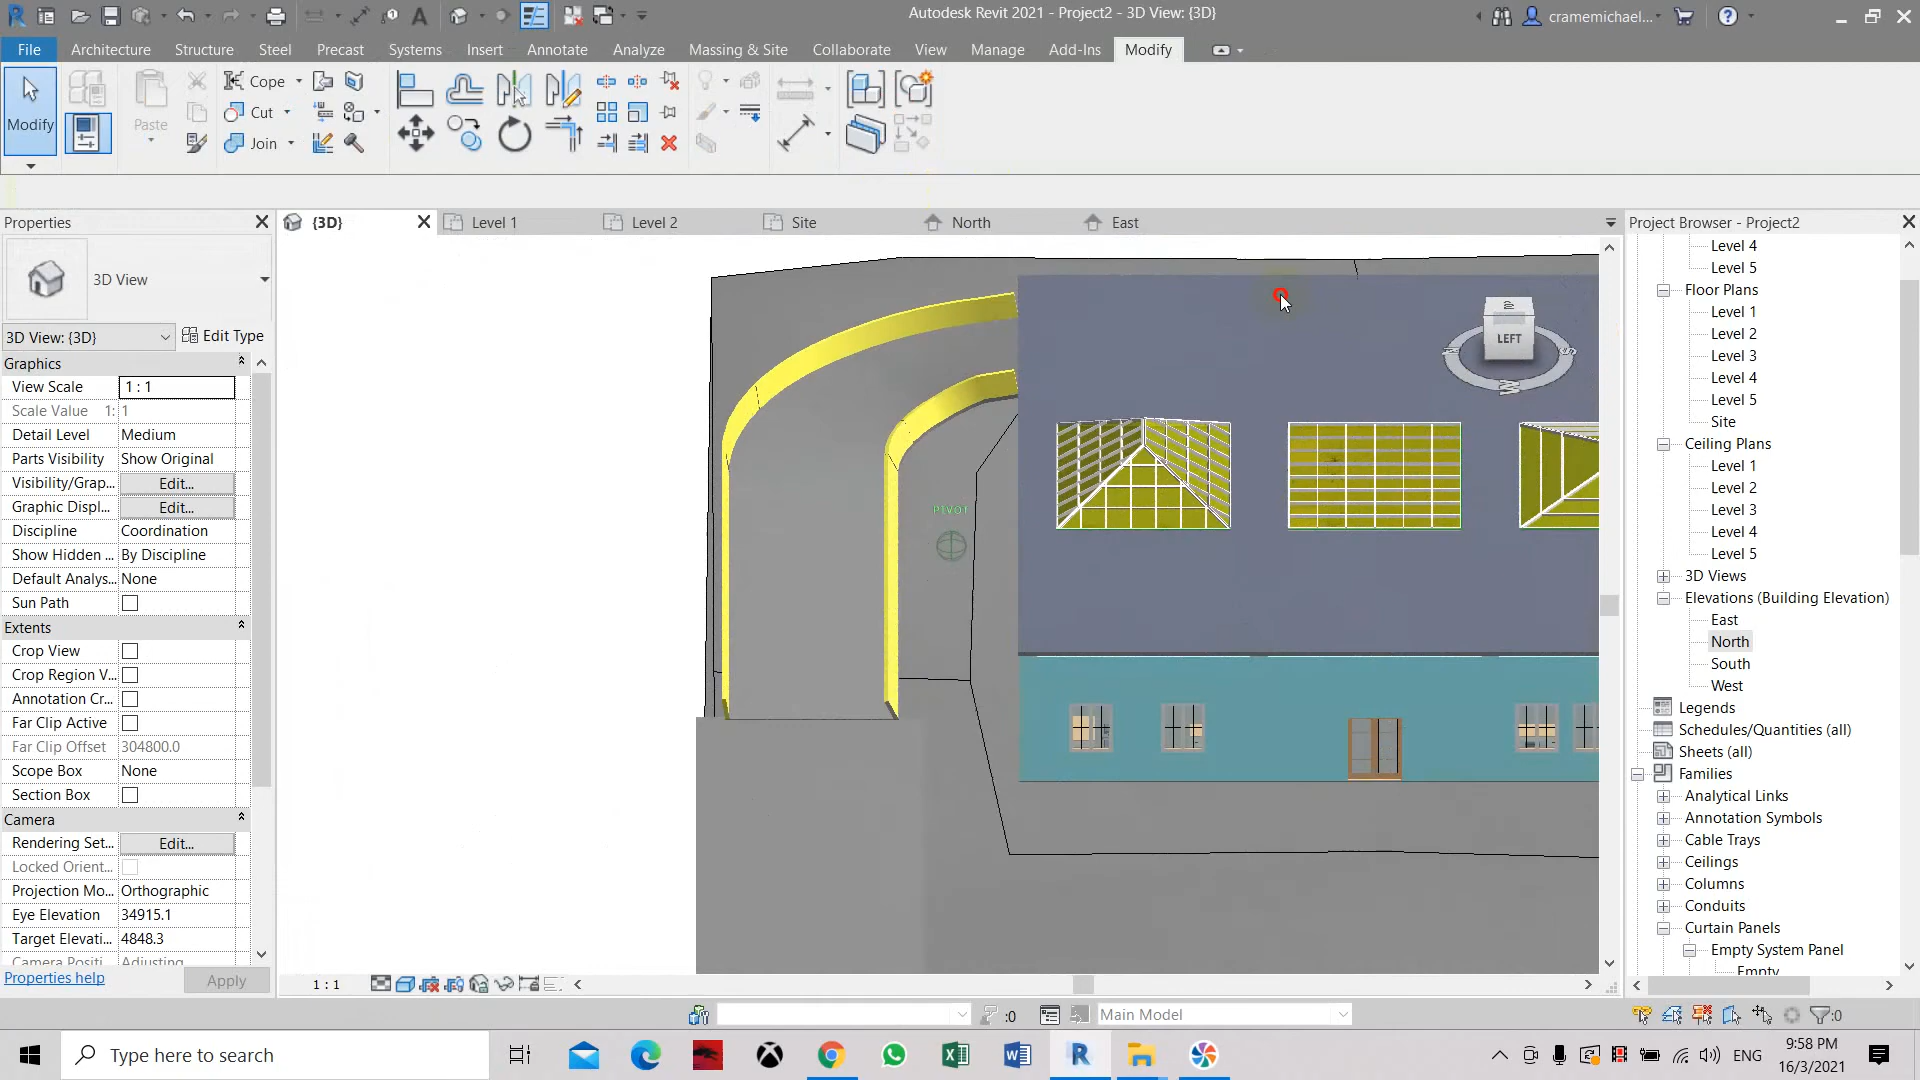 Autodesk Revit 2021 - Project2 - 3D View: {3D}
cramemichael...
File
Architecture
Structure
Steel
Precast
Systems
Insert
Annotate
Analyze
Massing & Site
Collaborate
View
Manage
Add-Ins
Modify
Modify
Paste
Cope
Cut
Join
Properties
{3D}
Level 1
Level 2
Site
North
East
Project Browser - Project2
3D View
3D View: {3D}
Edit Type
Graphics
View Scale 1 : 1
Scale Value 1: 1
Detail Level Medium
Parts Visibility Show Original
Visibility/Grap... Edit...
Graphic Displ... Edit...
Discipline Coordination
Show Hidden ... By Discipline
Default Analys... None
Sun Path
Extents
Crop View
Crop Region V...
Annotation Cr...
Far Clip Active
Far Clip Offset 304800.0
Scope Box None
Section Box
Camera
Rendering Set... Edit...
Locked Orient...
Projection Mo... Orthographic
Eye Elevation 34915.1
Target Elevati... 4848.3
Camera Positi... Adjusting
Properties help
Apply
PIVOT
LEFT
Level 4
Level 5
Floor Plans
Level 1
Level 2
Level 3
Level 4
Level 5
Site
Ceiling Plans
Level 1
Level 2
Level 3
Level 4
Level 5
3D Views
Elevations (Building Elevation)
East
North
South
West
Legends
Schedules/Quantities (all)
Sheets (all)
Families
Analytical Links
Annotation Symbols
Cable Trays
Ceilings
Columns
Conduits
Curtain Panels
Empty System Panel
Empty
1 : 1
:0
Main Model
:0
Type here to search
ENG
9:58 PM
16/3/2021